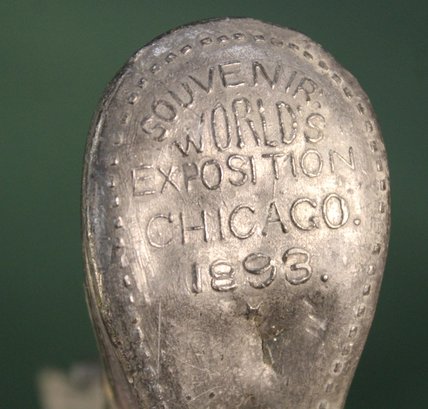 SOUVENIR.
WORLD'S
EXPOSITION
CHICAGO.
1893.